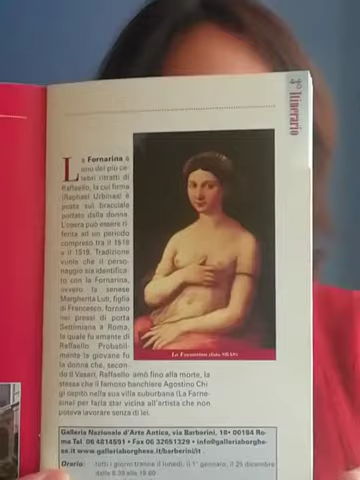 3° Itinerario
La Fornarina è
uno dei più ce-
lebri ritratti di
Raffaello, la cui firma
(Raphael Urbinas) è
posta sul bracciale
portato dalla donna.
L'opera può essere ri-
ferita ad un periodo
compreso tra il 1518
e il 1519. Tradizione
vuole che il perso-
naggio sia identifica-
to con la Fornarina,
ovvero la senese
Margherita Luti, figlia
di Francesco, fornaio
nei pressi di porta
Settimiana a Roma,
la quale fu amante di
Raffaello. Probabil-
mente la giovane fu
la donna che, secon-
do il Vasari, Raffaello amò fino alla morte, la
stessa che il famoso banchiere Agostino Chi
gi ospitò nella sua villa suburbana (La Farne-
sina) per farla star vicina all'artista che non
poteva lavorare senza di lei.
La Fornarina (foto SBAS)
Galleria Nazionale d'Arte Antica, via Barberini, 18• 00184 Ro-
ma Tel 06 4814591 • Fax 06 32651329 • info@galleriaborghe-
se.it • www.galleriaborghese.it/barberini/it .
Orario: tutti i giorni tranne il lunedì, il 1° gennaio, il 25 dicembre
dalle 8.30 alle 19.00